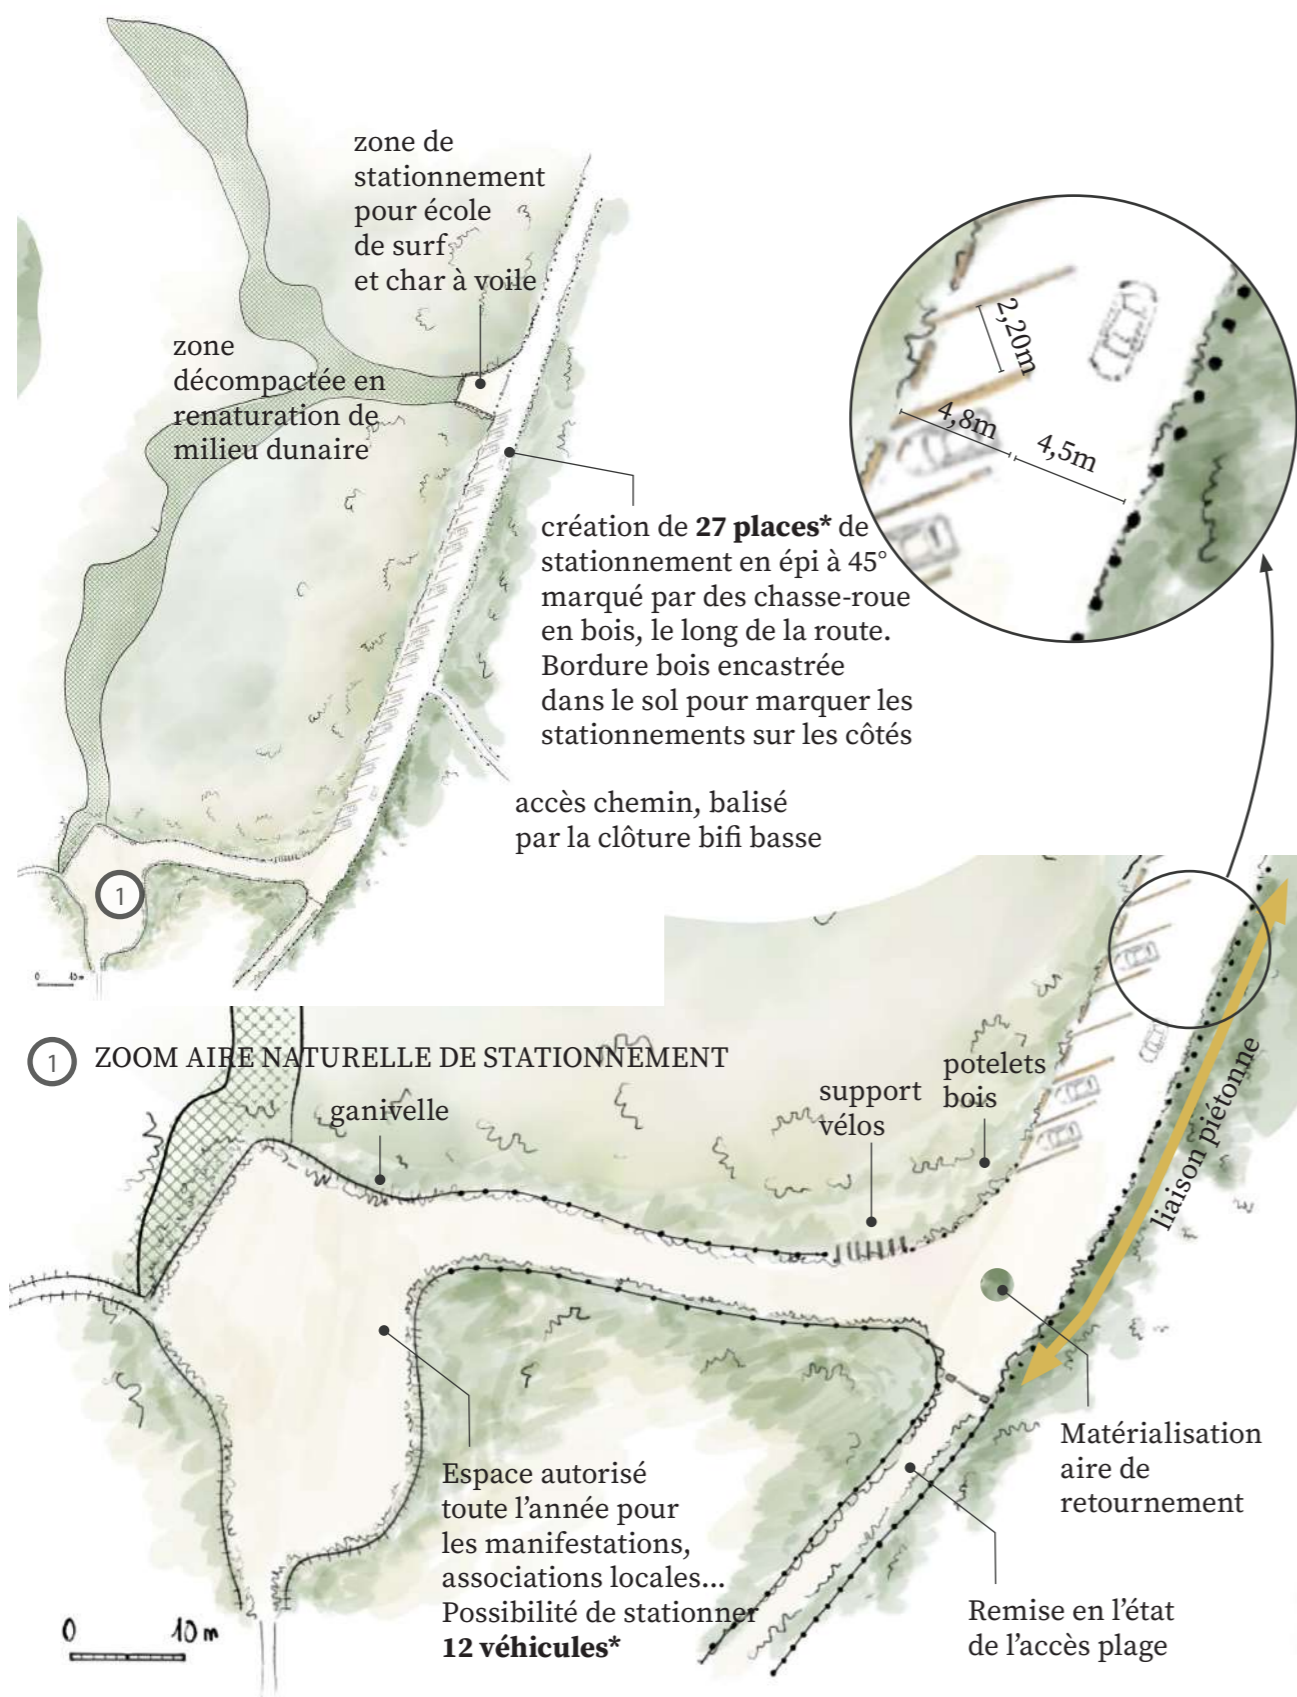 zone de
stationnement
pour école
de surf
et char à voile
zone
décompactée en
renaturation de
milieu dunaire
2,20m
4,8m
4,5m
création de 27 places* de
stationnement en épi à 45°
marqué par des chasse-roue
en bois, le long de la route.
Bordure bois encastrée
dans le sol pour marquer les
stationnements sur les côtés
accès chemin, balisé
par la clôture bifi basse
1
0 10 m
1 ZOOM AIRE NATURELLE DE STATIONNEMENT
ganivelle
support
vélos
potelets
bois
liaison piétonne
Matérialisation
aire de
retournement
Espace autorisé
toute l'année pour
les manifestations,
associations locales...
Possibilité de stationner
12 véhicules*
Remise en l'état
de l'accès plage
0 10 m